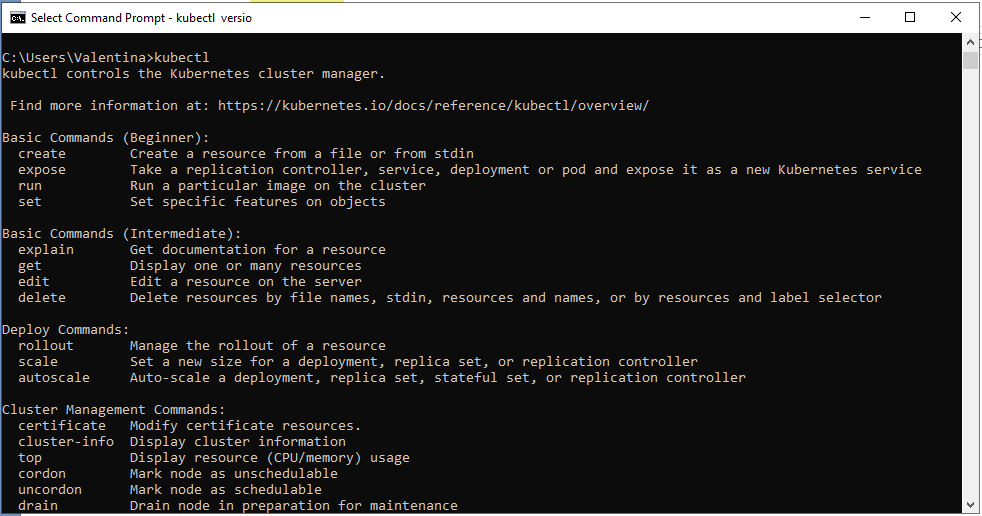 Select Command Prompt - kubectl  versio
C:\Users\Valentina>kubectl
kubectl controls the Kubernetes cluster manager.
 Find more information at: https://kubernetes.io/docs/reference/kubectl/overview/
Basic Commands (Beginner):
  create        Create a resource from a file or from stdin
  expose        Take a replication controller, service, deployment or pod and expose it as a new Kubernetes service
  run           Run a particular image on the cluster
  set           Set specific features on objects
Basic Commands (Intermediate):
  explain       Get documentation for a resource
  get           Display one or many resources
  edit          Edit a resource on the server
  delete        Delete resources by file names, stdin, resources and names, or by resources and label selector
Deploy Commands:
  rollout       Manage the rollout of a resource
  scale         Set a new size for a deployment, replica set, or replication controller
  autoscale     Auto-scale a deployment, replica set, stateful set, or replication controller
Cluster Management Commands:
  certificate   Modify certificate resources.
  cluster-info  Display cluster information
  top           Display resource (CPU/memory) usage
  cordon        Mark node as unschedulable
  uncordon      Mark node as schedulable
  drain         Drain node in preparation for maintenance